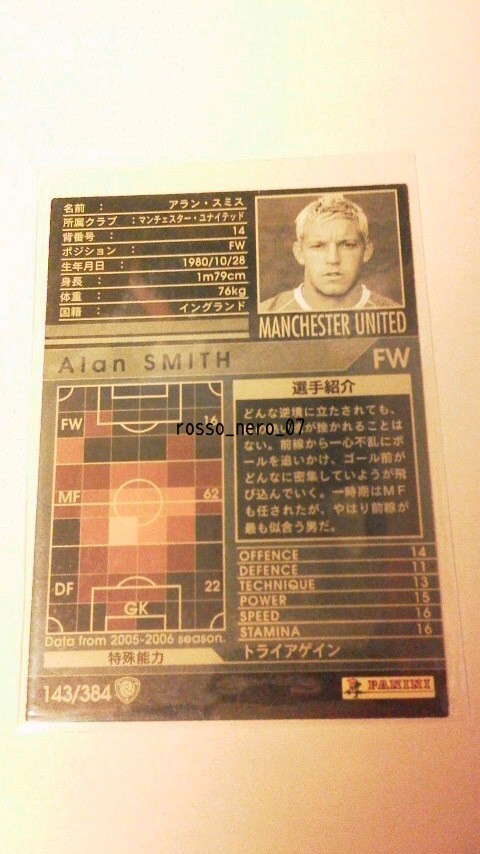 名前 : アラン・スミス
所属クラブ : マンチェスター・ユナイテッド
背番号 : 14
ポジション : FW
生年月日 : 1980/10/28
身長 : 1m79cm
体重 : 76kg
国籍 : イングランド
MANCHESTER UNITED
Alan SMITH FW
選手紹介
どんな逆境に立たされても、
が挫かれることは
ない。前線から一心不乱にボ
ールを追いかけ、ゴール前が
どんなに密集していようが飛
び込んでいく。一時期はMF
も任されたが、やはり前線が
最も似合う男だ。
rosso_nero_07
FW 16
MF 62
DF 22
GK
Data from 2005-2006 season.
OFFENCE 14
DEFENCE 11
TECHNIQUE 13
POWER 15
SPEED 16
STAMINA 16
特殊能力 トライアゲイン
143/384
PANINI